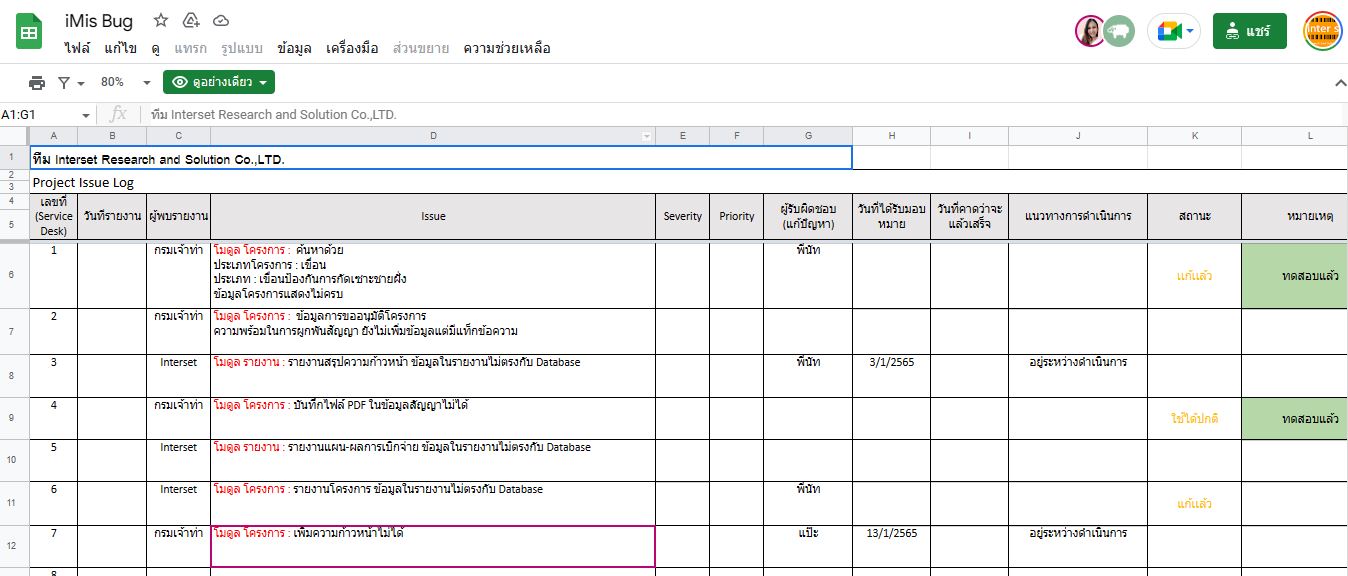 iMis Bug
ไฟล์ แก้ไข ดู แทรก รูปแบบ ข้อมูล เครื่องมือ ส่วนขยาย ความช่วยเหลือ
แชร์
80% ดูอย่างเดียว
A1:G1 fx ทีม Interset Research and Solution Co.,LTD.
A B C D E F G H I J K L
1 ทีม Interset Research and Solution Co.,LTD.
2
3 Project Issue Log
4
5
เลขที่ (Service Desk) วันที่รายงาน ผู้พบรายงาน Issue Severity Priority ผู้รับผิดชอบ (แก้ปัญหา) วันที่ได้รับมอบหมาย วันที่คาดว่าจะแล้วเสร็จ แนวทางการดำเนินการ สถานะ หมายเหตุ
6 1 กรมเจ้าท่า โมดูล โครงการ : ค้นหาด้วย พี่นัท
ประเภทโครงการ : เขื่อน
ประเภท : เขื่อนป้องกันการกัดเซาะชายฝั่ง
ข้อมูลโครงการแสดงไม่ครบ
แก้แล้ว ทดสอบแล้ว
7 2 กรมเจ้าท่า โมดูล โครงการ : ข้อมูลการขออนุมัติโครงการ
ความพร้อมในการผูกพันสัญญา ยังไม่เพิ่มข้อมูลแต่มีแท็กข้อความ
8 3 Interset โมดูล รายงาน : รายงานสรุปความก้าวหน้า ข้อมูลในรายงานไม่ตรงกับ Database พี่นัท 3/1/2565 อยู่ระหว่างดำเนินการ
9 4 กรมเจ้าท่า โมดูล โครงการ : บันทึกไฟล์ PDF ในข้อมูลสัญญาไม่ได้ ใช้ได้ปกติ ทดสอบแล้ว
10 5 Interset โมดูล รายงาน : รายงานแผน-ผลการเบิกจ่าย ข้อมูลในรายงานไม่ตรงกับ Database
11 6 Interset โมดูล โครงการ : รายงานโครงการ ข้อมูลในรายงานไม่ตรงกับ Database พี่นัท แก้แล้ว
12 7 กรมเจ้าท่า โมดูล โครงการ : เพิ่มความก้าวหน้าไม่ได้ แป๊ะ 13/1/2565 อยู่ระหว่างดำเนินการ